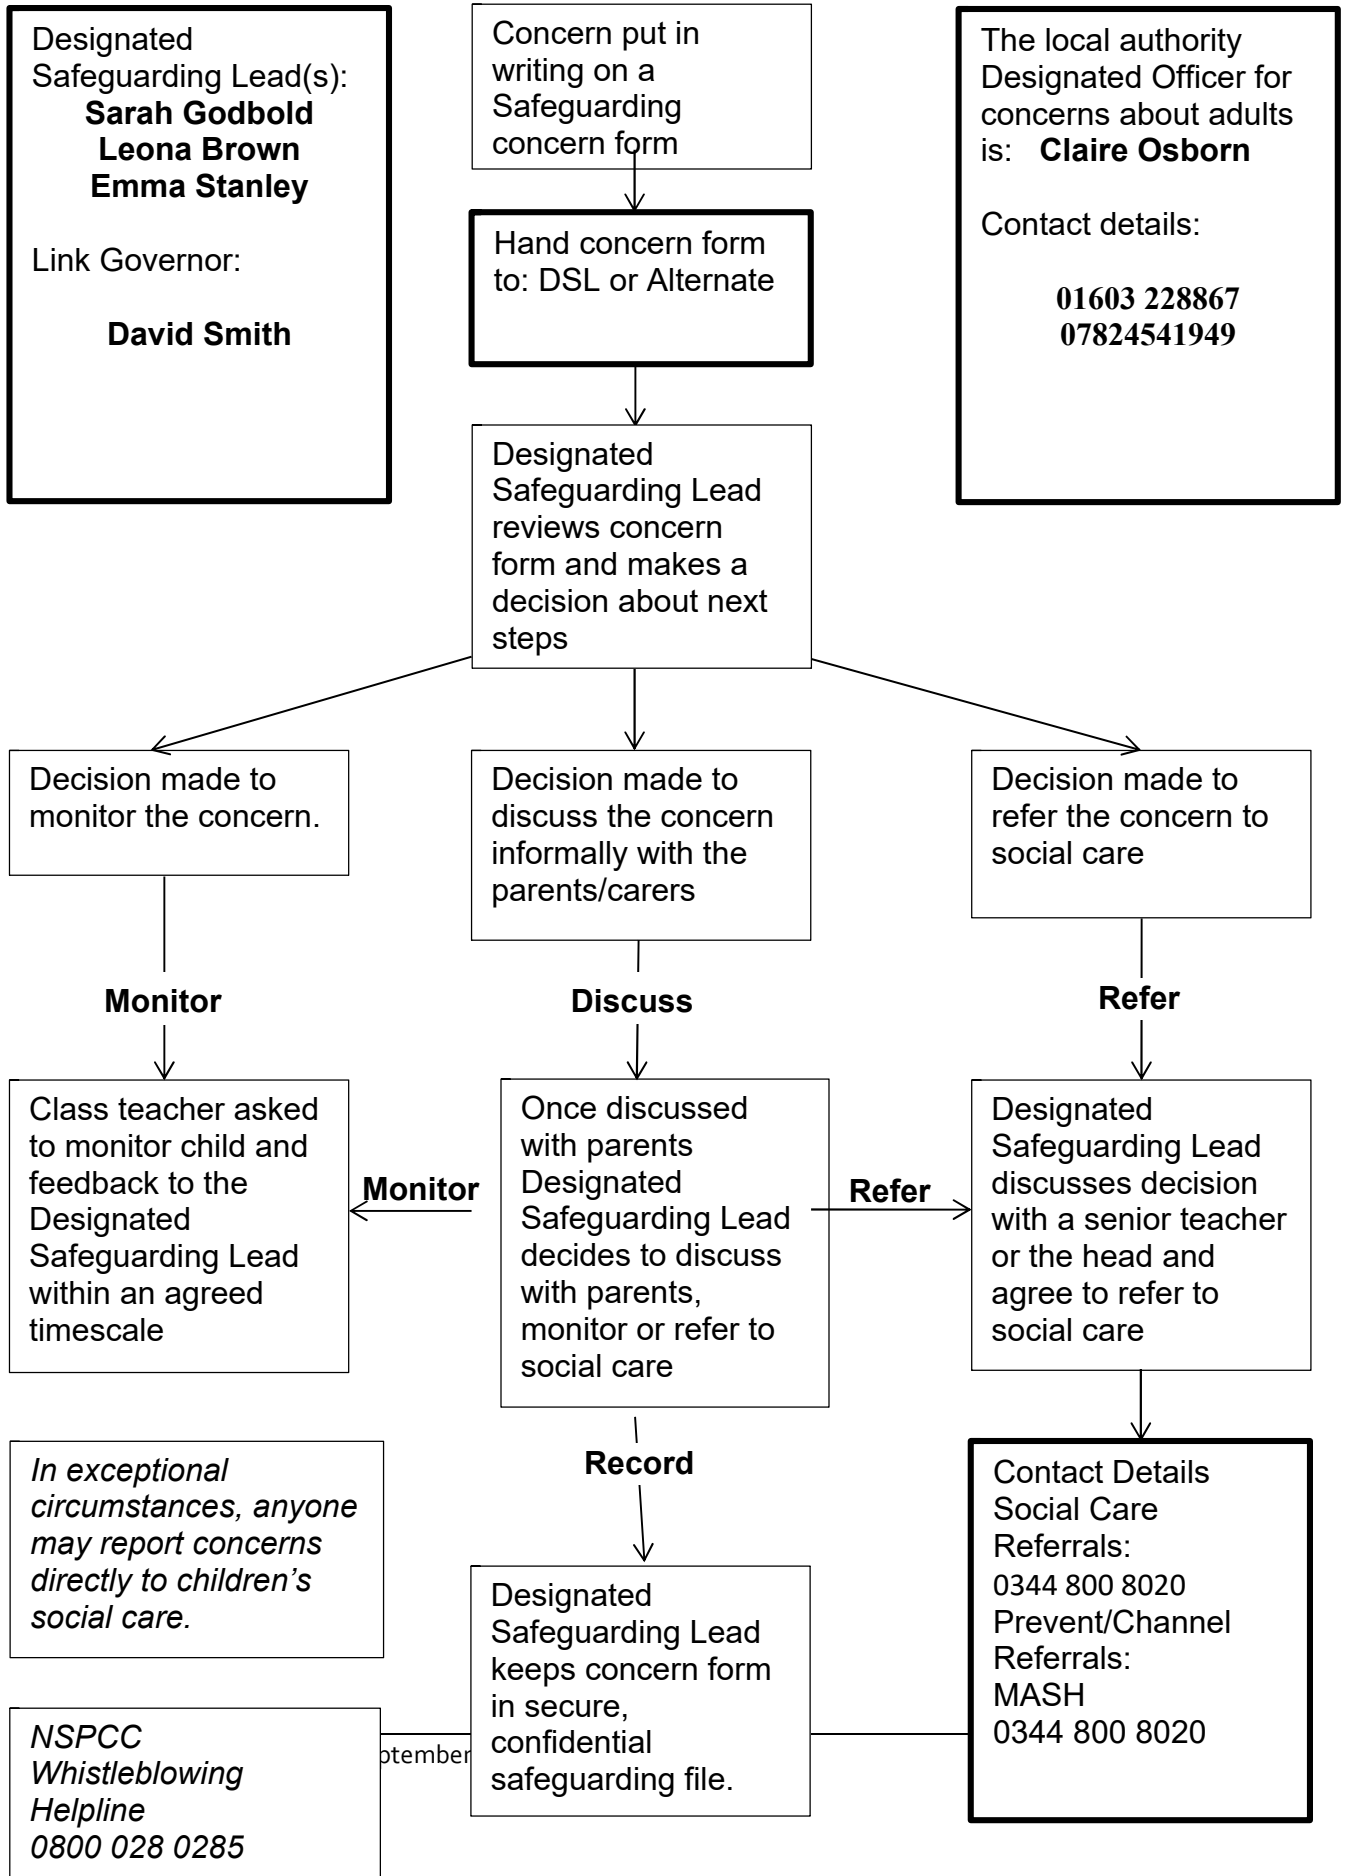 Designated
Safeguarding Lead(s):
Sarah Godbold
Leona Brown
Emma Stanley
Link Governor:
David Smith
Concern put in
writing on a
Safeguarding
concern form
The local authority
Designated Officer for
concerns about adults
is: Claire Osborn
Contact details:
01603 228867
07824541949
Hand concern form
to: DSL or Alternate
Designated
Safeguarding Lead
reviews concern
form and makes a
decision about next
steps
Decision made to
monitor the concern.
Decision made to
discuss the concern
informally with the
parents/carers
Decision made to
refer the concern to
social care
Monitor
Discuss
Refer
Class teacher asked
to monitor child and
feedback to the
Designated
Safeguarding Lead
within an agreed
timescale
Monitor
Once discussed
with parents
Designated
Safeguarding Lead
decides to discuss
with parents,
monitor or refer to
social care
Refer
Designated
Safeguarding Lead
discusses decision
with a senior teacher
or the head and
agree to refer to
social care
Record
In exceptional
circumstances, anyone
may report concerns
directly to children’s
social care.
Designated
Safeguarding Lead
keeps concern form
in secure,
confidential
safeguarding file.
Contact Details
Social Care
Referrals:
0344 800 8020
Prevent/Channel
Referrals:
MASH
0344 800 8020
NSPCC
Whistleblowing
Helpline
0800 028 0285
ptember